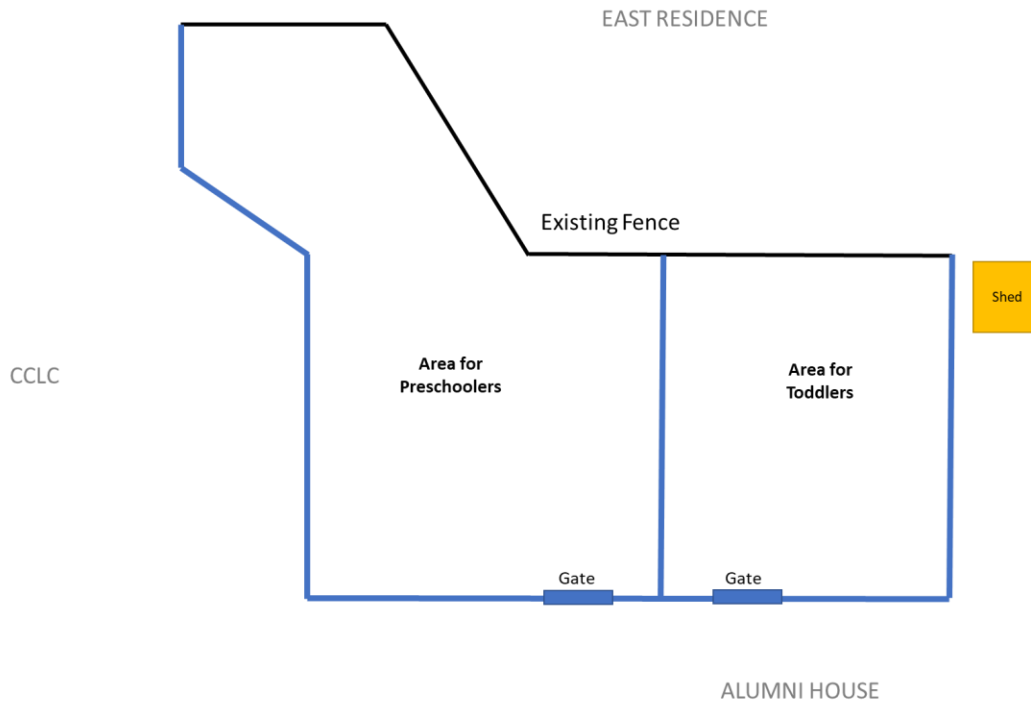 EAST RESIDENCE
Existing Fence
Shed
Area for
Preschoolers
Area for
Toddlers
CCLC
Gate
Gate
ALUMNI HOUSE